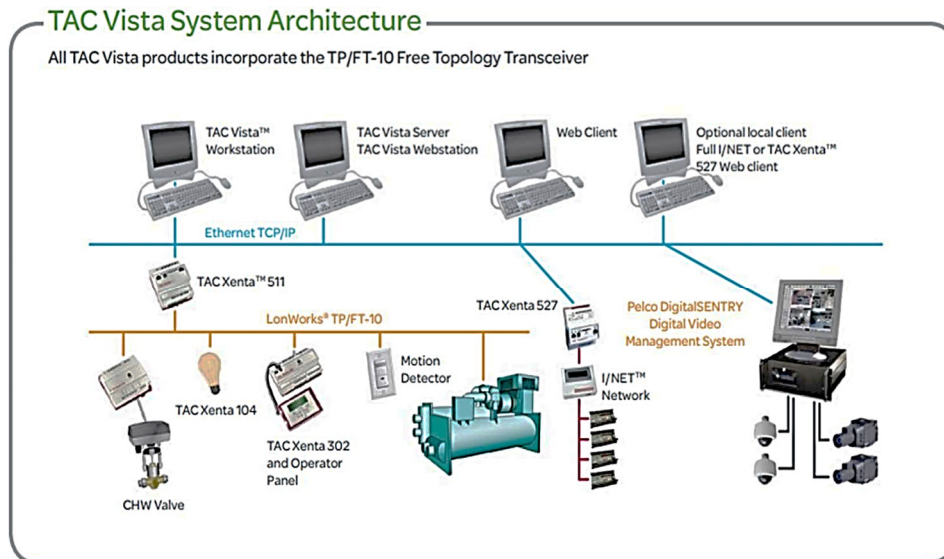 TAC Vista System Architecture
All TAC Vista products incorporate the TP/FT-10 Free Topology Transceiver
TAC Vista™
Workstation
TAC Vista Server
TAC Vista Webstation
Web Client
Optional local client
Full I/NET or TAC Xenta™
527 Web client
Ethernet TCP/IP
TAC Xenta™ 511
TAC Xenta 527
Pelco DigitalSENTRY
Digital Video
Management System
LonWorks® TP/FT-10
Motion
Detector
I/NET™
Network
TAC Xenta 104
TAC Xenta 302
and Operator
Panel
CHW Valve